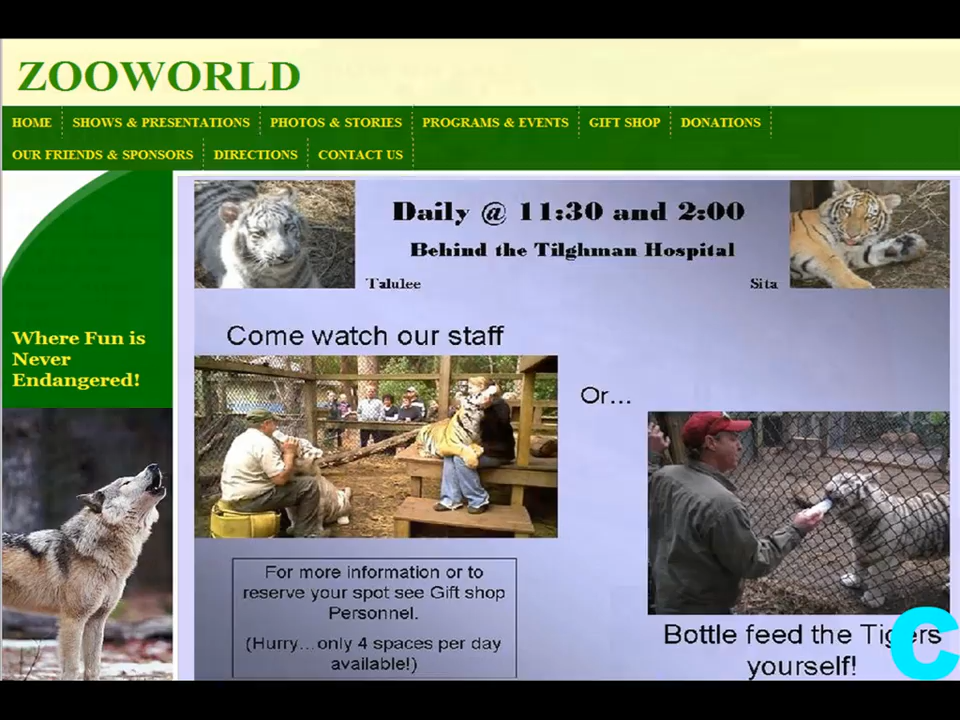 ZOOWORLD
HOME SHOWS & PRESENTATIONS PHOTOS & STORIES PROGRAMS & EVENTS GIFT SHOP DONATIONS
OUR FRIENDS & SPONSORS DIRECTIONS CONTACT US
Daily @ 11:30 and 2:00
Behind the Tilghman Hospital
Talulee
Sita
Where Fun is
Never
Endangered!
Come watch our staff
Or...
For more information or to
reserve your spot see Gift shop
Personnel.
(Hurry...only 4 spaces per day
available!)
Bottle feed the Tigers
yourself!
C